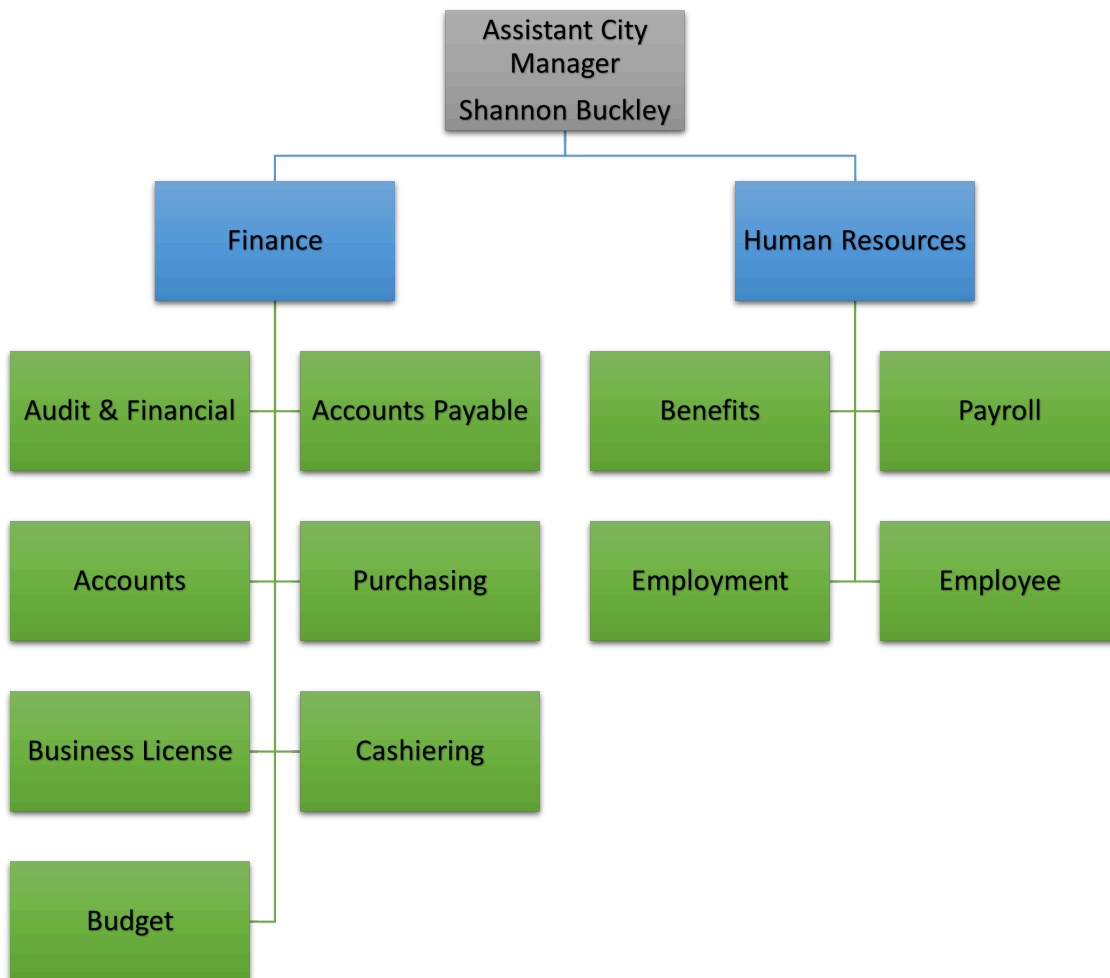 Assistant City
Manager
Shannon Buckley
Finance
Human Resources
Audit & Financial
Accounts Payable
Benefits
Payroll
Accounts
Purchasing
Employment
Employee
Business License
Cashiering
Budget